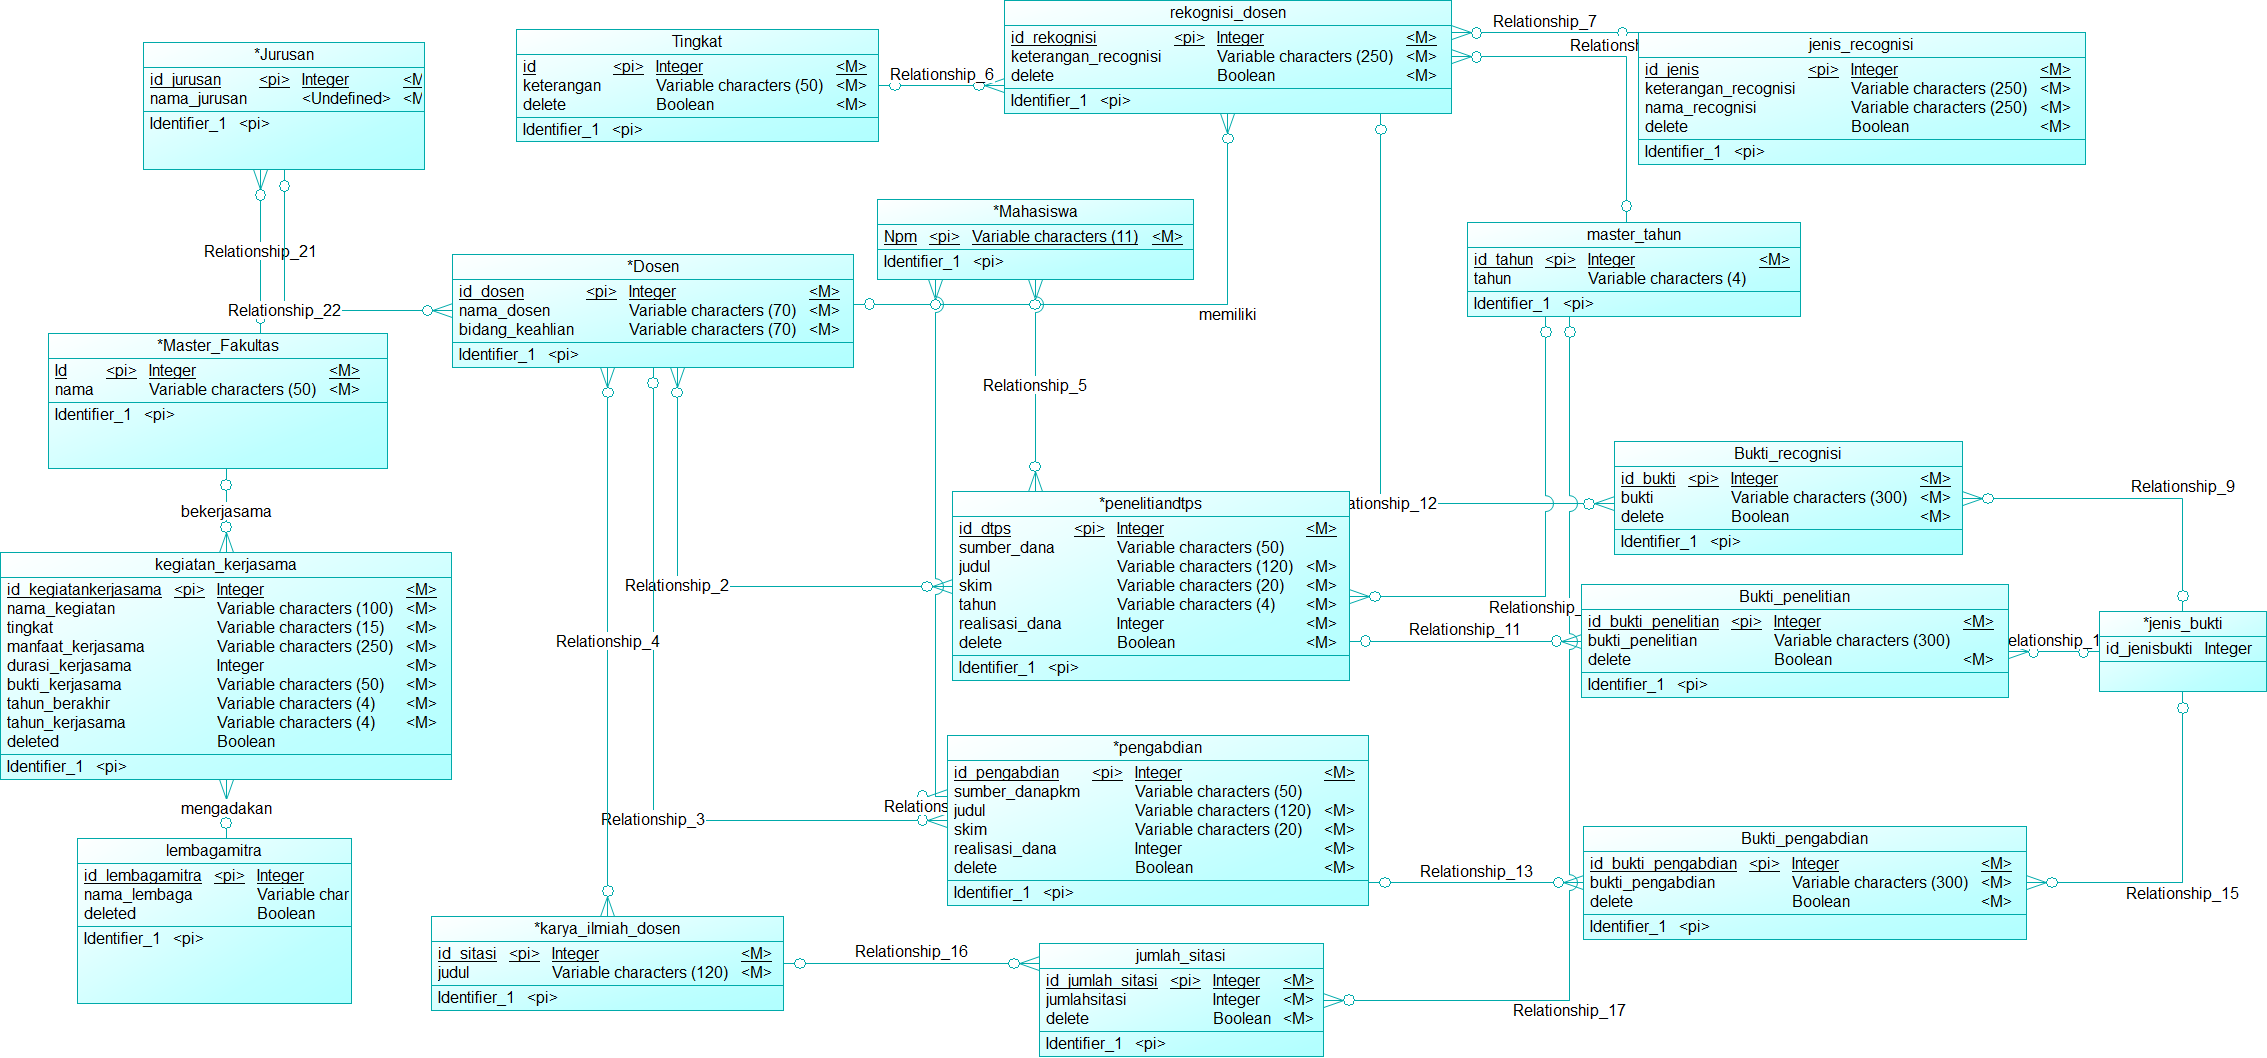 *Jurusan
id_jurusan <pi> Integer <M
nama_jurusan <Undefined> <M
Identifier_1 <pi>
Tingkat
id <pi> Integer <M>
keterangan Variable characters (50) <M>
delete Boolean <M>
Identifier_1 <pi>
Relationship_6
rekognisi_dosen
id_rekognisi <pi> Integer <M>
keterangan_recognisi Variable characters (250) <M>
delete Boolean <M>
Identifier_1 <pi>
Relationship_7
Relationsh
jenis_recognisi
id_jenis <pi> Integer <M>
keterangan_recognisi Variable characters (250) <M>
nama_recognisi Variable characters (250) <M>
delete Boolean <M>
Identifier_1 <pi>
Relationship_21
Relationship_22
*Dosen
id_dosen <pi> Integer <M>
nama_dosen Variable characters (70) <M>
bidang_keahlian Variable characters (70) <M>
Identifier_1 <pi>
*Mahasiswa
Npm <pi> Variable characters (11) <M>
Identifier_1 <pi>
memiliki
master_tahun
id_tahun <pi> Integer <M>
tahun Variable characters (4)
Identifier_1 <pi>
*Master_Fakultas
Id <pi> Integer <M>
nama Variable characters (50) <M>
Identifier_1 <pi>
Relationship_5
bekerjasama
kegiatan_kerjasama
id_kegiatankerjasama <pi> Integer <M>
nama_kegiatan Variable characters (100) <M>
tingkat Variable characters (15) <M>
manfaat_kerjasama Variable characters (250) <M>
durasi_kerjasama Integer <M>
bukti_kerjasama Variable characters (50) <M>
tahun_berakhir Variable characters (4) <M>
tahun_kerjasama Variable characters (4) <M>
deleted Boolean
Identifier_1 <pi>
Relationship_2
Relationship_4
Relationship_3
*penelitiandtps
id_dtps <pi> Integer <M>
sumber_dana Variable characters (50)
judul Variable characters (120) <M>
skim Variable characters (20) <M>
tahun Variable characters (4) <M>
realisasi_dana Integer <M>
delete Boolean <M>
Identifier_1 <pi>
lationship_12
Bukti_recognisi
id_bukti <pi> Integer <M>
bukti Variable characters (300) <M>
delete Boolean <M>
Identifier_1 <pi>
Relationship_9
Relationship_
Relationship_11
Bukti_penelitian
id_bukti_penelitian <pi> Integer <M>
bukti_penelitian Variable characters (300)
delete Boolean <M>
Identifier_1 <pi>
elationship_1
*jenis_bukti
id_jenisbukti Integer
mengadakan
lembagamitra
id_lembagamitra <pi> Integer
nama_lembaga Variable char
deleted Boolean
Identifier_1 <pi>
Relations
*pengabdian
id_pengabdian <pi> Integer <M>
sumber_danapkm Variable characters (50)
judul Variable characters (120) <M>
skim Variable characters (20) <M>
realisasi_dana Integer <M>
delete Boolean <M>
Identifier_1 <pi>
Relationship_13
Bukti_pengabdian
id_bukti_pengabdian <pi> Integer <M>
bukti_pengabdian Variable characters (300) <M>
delete Boolean <M>
Identifier_1 <pi>
Relationship_15
*karya_ilmiah_dosen
id_sitasi <pi> Integer <M>
judul Variable characters (120) <M>
Identifier_1 <pi>
Relationship_16
jumlah_sitasi
id_jumlah_sitasi <pi> Integer <M>
jumlahsitasi Integer <M>
delete Boolean <M>
Identifier_1 <pi>
Relationship_17